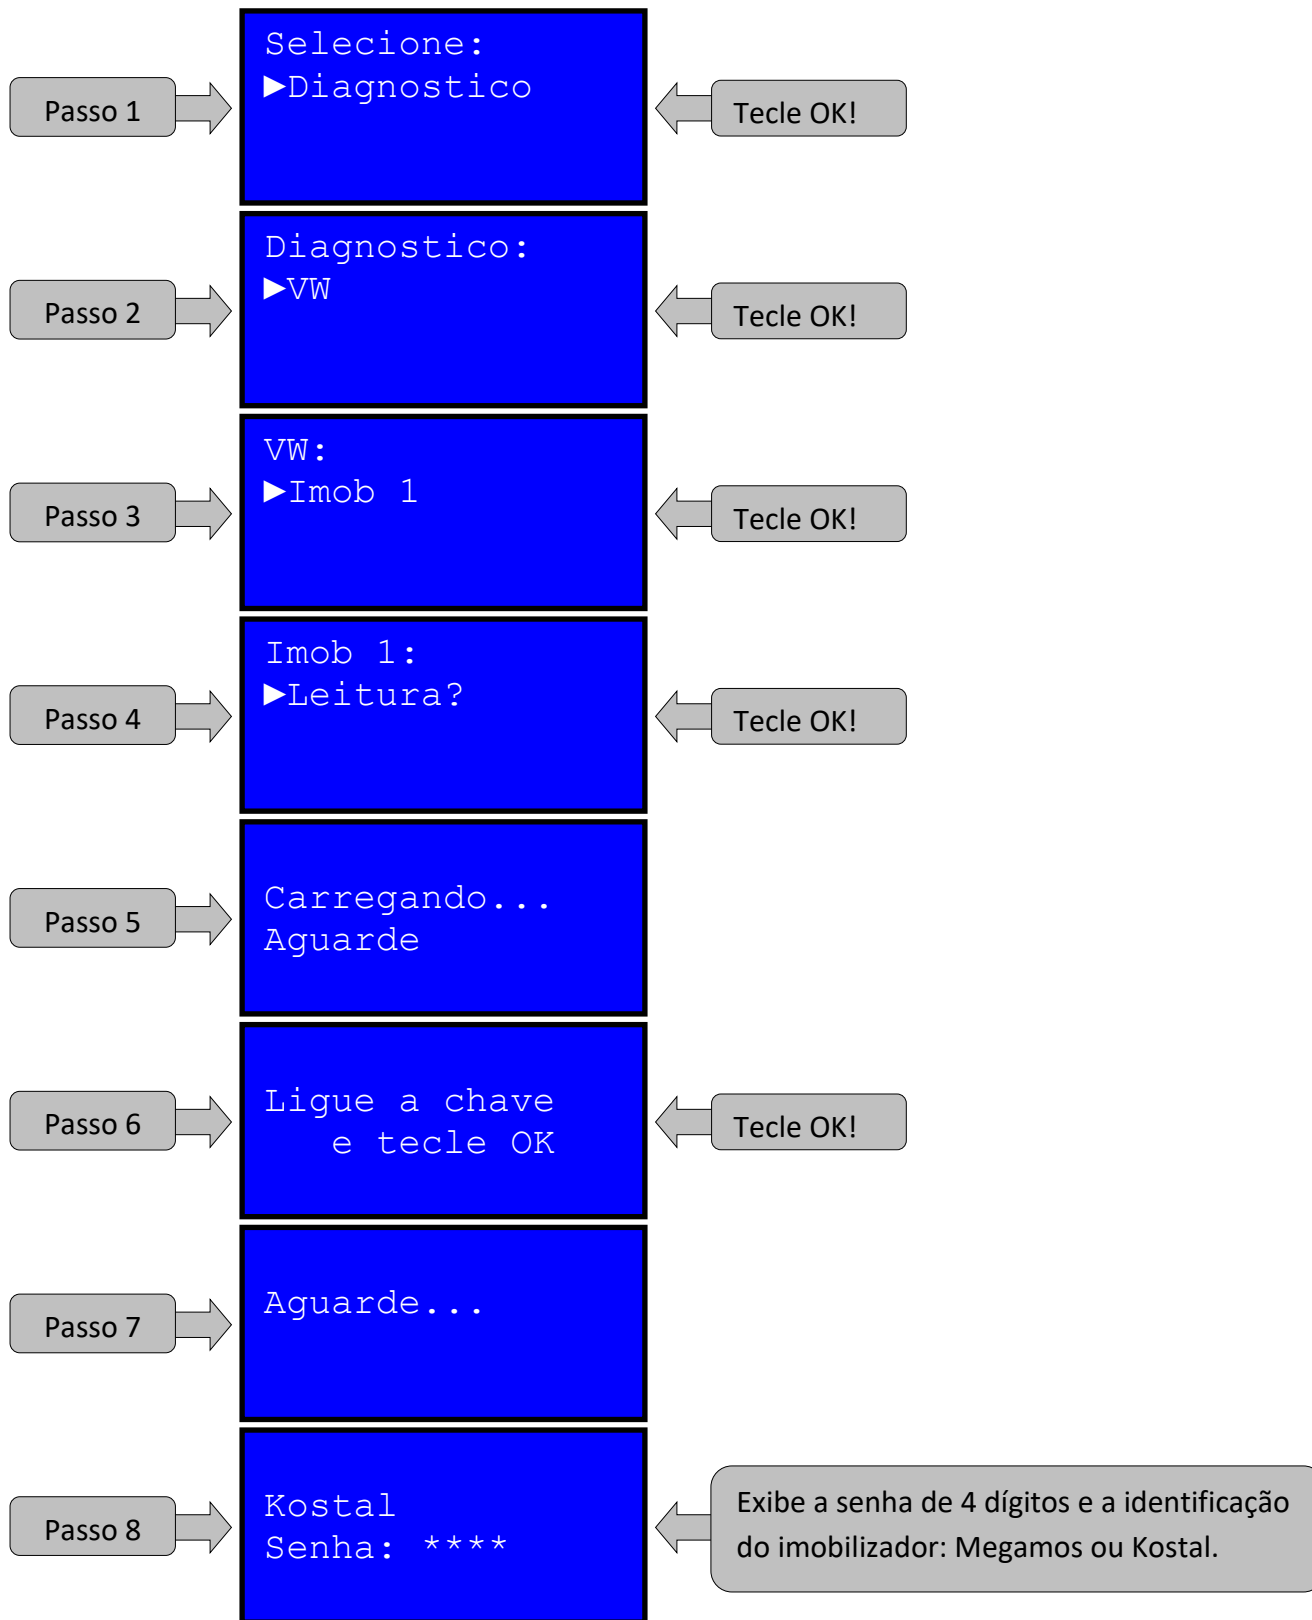 Selecione:
Passo 1
►Diagnostico
Tecle OK!
Diagnostico:
Passo 2
►VW
Tecle OK!
VW:
Passo 3
►Imob 1
Tecle OK!
Imob 1:
Passo 4
►Leitura?
Tecle OK!
Passo 5
Carregando...
Aguarde
Passo 6
Ligue a chave
e tecle OK
Tecle OK!
Passo 7
Aguarde...
Passo 8
Kostal
Senha: ****
Exibe a senha de 4 dígitos e a identificação
do imobilizador: Megamos ou Kostal.